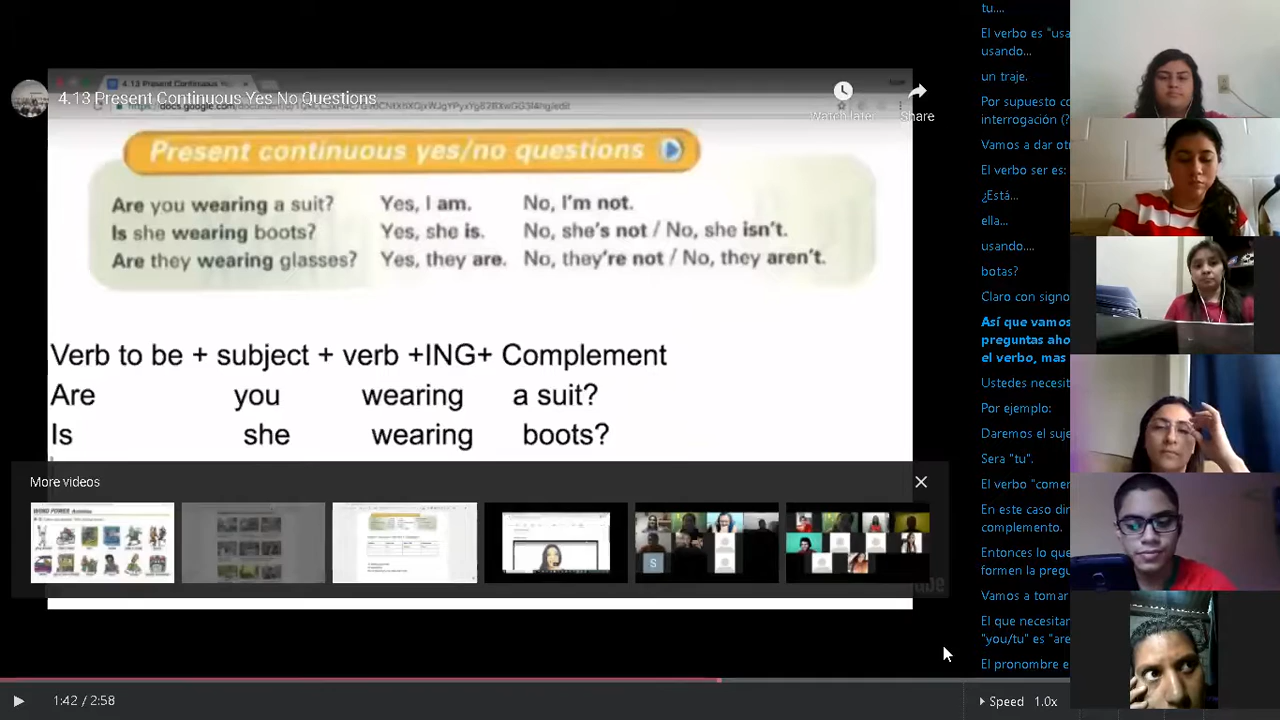 4.13 Present Continuous Yes No Questions
Watch later
Share
Present continuous yes/no questions
Are you wearing a suit? Yes, I am. No, I'm not.
Is she wearing boots? Yes, she is. No, she's not / No, she isn't.
Are they wearing glasses? Yes, they are. No, they're not / No, they aren't.
Verb to be + subject + verb +ING+ Complement
Are you wearing a suit?
Is she wearing boots?
More videos
WIND POWER
S
1:42 / 2:58
Speed 1.0x
tu....
El verbo es "usa
usando...
un traje.
Por supuesto co
interrogación (?
Vamos a dar otr
El verbo ser es:
¿Está...
ella...
usando....
botas?
Claro con signo
Así que vamos
preguntas aho
el verbo, mas
Ustedes necesit
Por ejemplo:
Daremos el suje
Sera "tu".
El verbo "comer
En este caso dir
complemento.
Entonces lo que
formen la pregu
Vamos a tomar
El que necesitar
"you/tu" es "are
El pronombre e